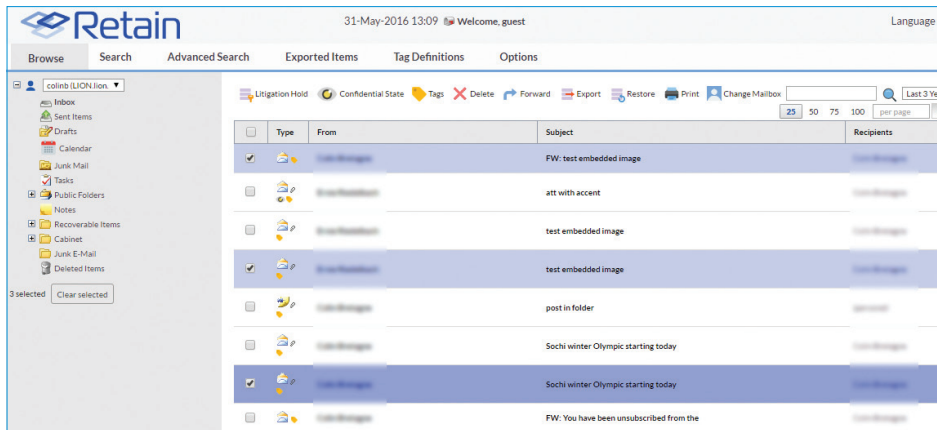 Retain
31-May-2016 13:09 Welcome, guest
Language
Browse Search Advanced Search Exported Items Tag Definitions Options
colinb (LION.lion.
Inbox
Sent Items
Drafts
Calendar
Junk Mail
Tasks
Public Folders
Notes
Recoverable Items
Cabinet
Junk E-Mail
Deleted Items
3 selected Clear selected
Litigation Hold Confidential State Tags Delete Forward Export Restore Print Change Mailbox Last 3 Ye
25 50 75 100 per page
Type From Subject Recipients
FW: test embedded image
att with accent
test embedded image
test embedded image
post in folder
Sochi winter Olympic starting today
Sochi winter Olympic starting today
FW: You have been unsubscribed from the